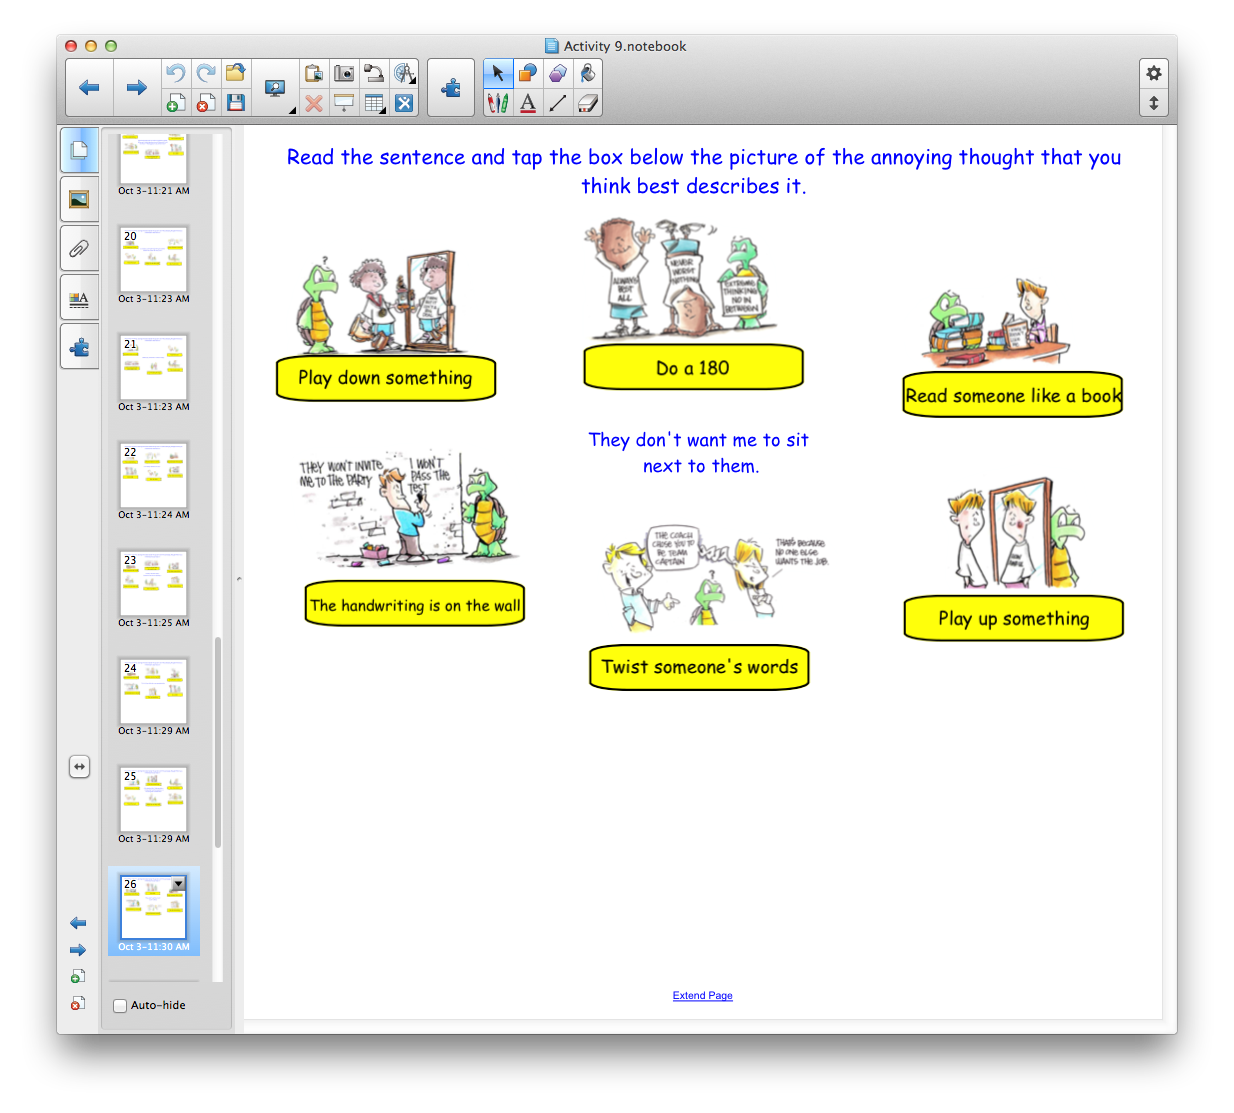 Activity 9.notebook
Oct 3-11:21 AM
20
Oct 3-11:23 AM
21
Oct 3-11:23 AM
22
Oct 3-11:24 AM
23
Oct 3-11:25 AM
24
Oct 3-11:29 AM
25
Oct 3-11:29 AM
26
Oct 3-11:30 AM
Auto-hide
Read the sentence and tap the box below the picture of the annoying thought that you
think best describes it.
?
Play down something
ALWAYS
BEST
ALL
NEVER
WORST
NOTHING
EXTREME
THINKING
NO IN
BETWEEN
Do a 180
Read someone like a book
They don't want me to sit
next to them.
THEY WON'T INVITE
ME TO THE PARTY
I WON'T
PASS THE
TEST
The handwriting is on the wall
THE COACH
CHOSE YOU TO
BE TEAM
CAPTAIN
?
THAT'S BECAUSE
NO ONE ELSE
WANTS THE JOB.
Twist someone's words
Play up something
Extend Page